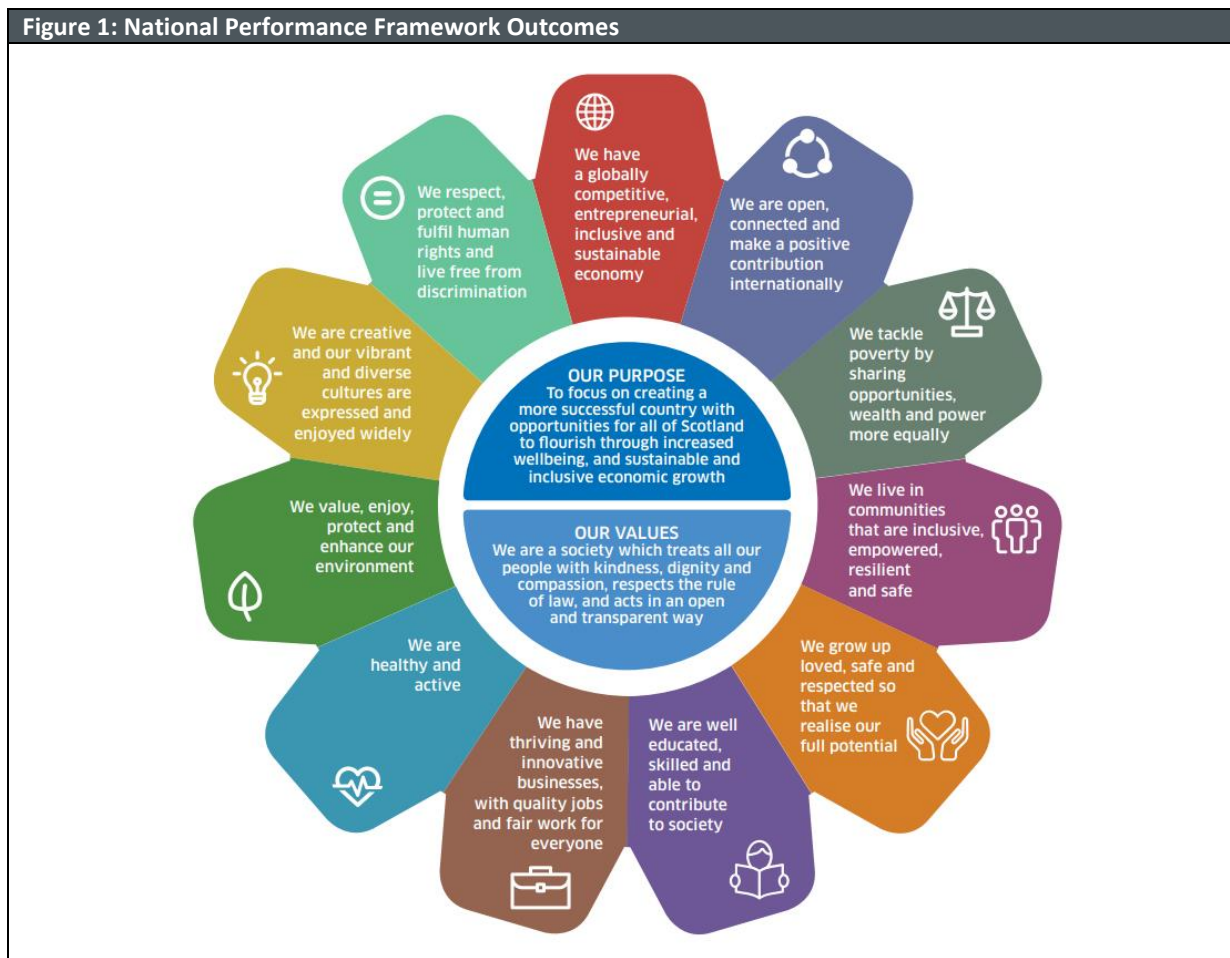 Figure 1: National Performance Framework Outcomes
We have
a globally
competitive,
entrepreneurial,
inclusive and
sustainable
economy
We are open,
connected and
make a positive
contribution
internationally
We tackle
poverty by
sharing
opportunities,
wealth and power
more equally
We live in
communities
that are inclusive,
empowered,
resilient
and safe
We grow up
loved, safe and
respected so
that we
realise our
full potential
We are well
educated,
skilled and
able to
contribute
to society
We have
thriving and
innovative
businesses,
with quality jobs
and fair work for
everyone
We are
healthy and
active
We value, enjoy,
protect and
enhance our
environment
We are creative
and our vibrant
and diverse
cultures are
expressed and
enjoyed widely
We respect,
protect and
fulfil human
rights and
live free from
discrimination
OUR PURPOSE
To focus on creating a
more successful country with
opportunities for all of Scotland
to flourish through increased
wellbeing, and sustainable and
inclusive economic growth
OUR VALUES
We are a society which treats all our
people with kindness, dignity and
compassion, respects the rule
of law, and acts in an open
and transparent way